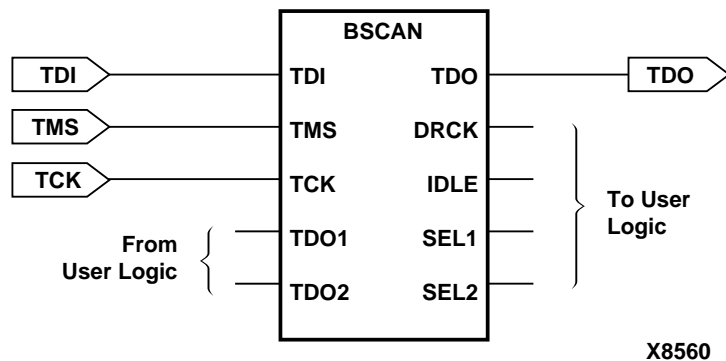 BSCAN
TDI TDI TDO TDO
TMS TMS DRCK
TCK TCK IDLE
To User
Logic
From
User Logic
TDO1 SEL1
TDO2 SEL2
X8560